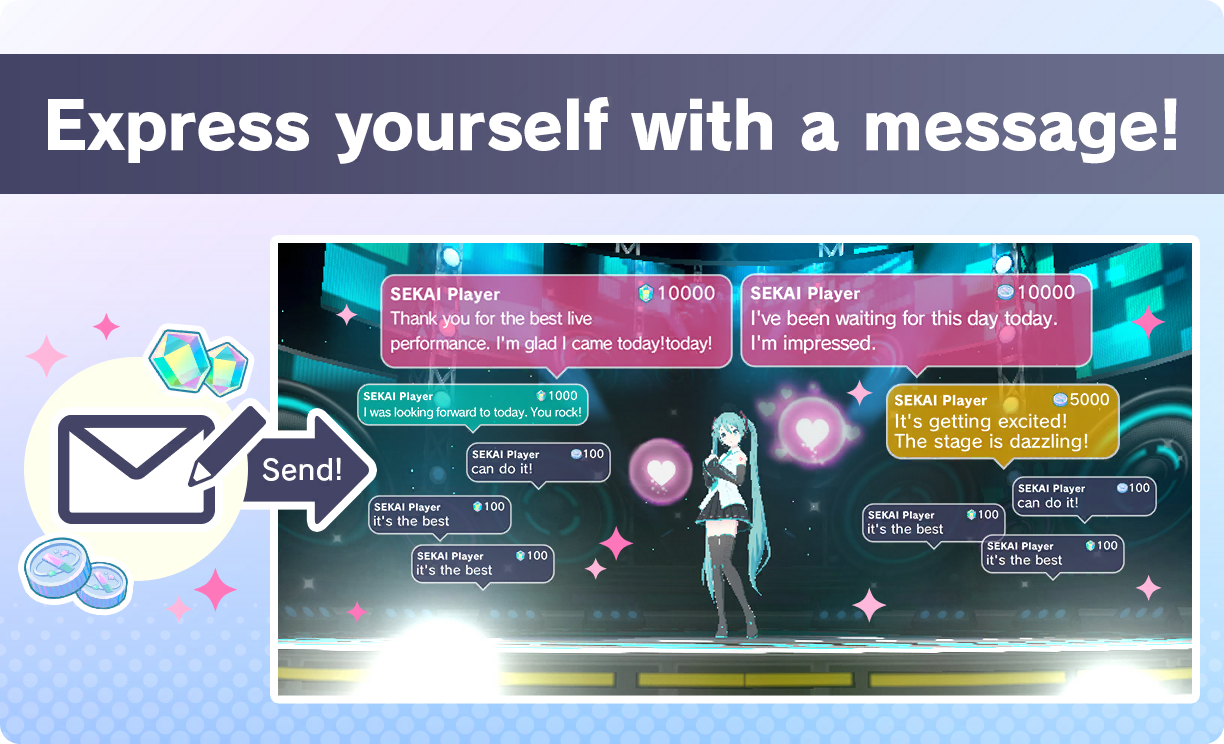 Express yourself with a message!
M
M
SEKAI Player 10000
Thank you for the best live
performance. I'm glad I came today!today!
SEKAI Player 10000
I've been waiting for this day today.
I'm impressed.
M
SEKAI Player 1000
I was looking forward to today. You rock!
SEKAI Player 5000
It's getting excited!
The stage is dazzling!
SEKAI Player 100
can do it!
Send!
SEKAI Player 100
can do it!
SEKAI Player 100
it's the best
SEKAI Player 100
it's the best
SEKAI Player 100
it's the best
SEKAI Player 100
it's the best